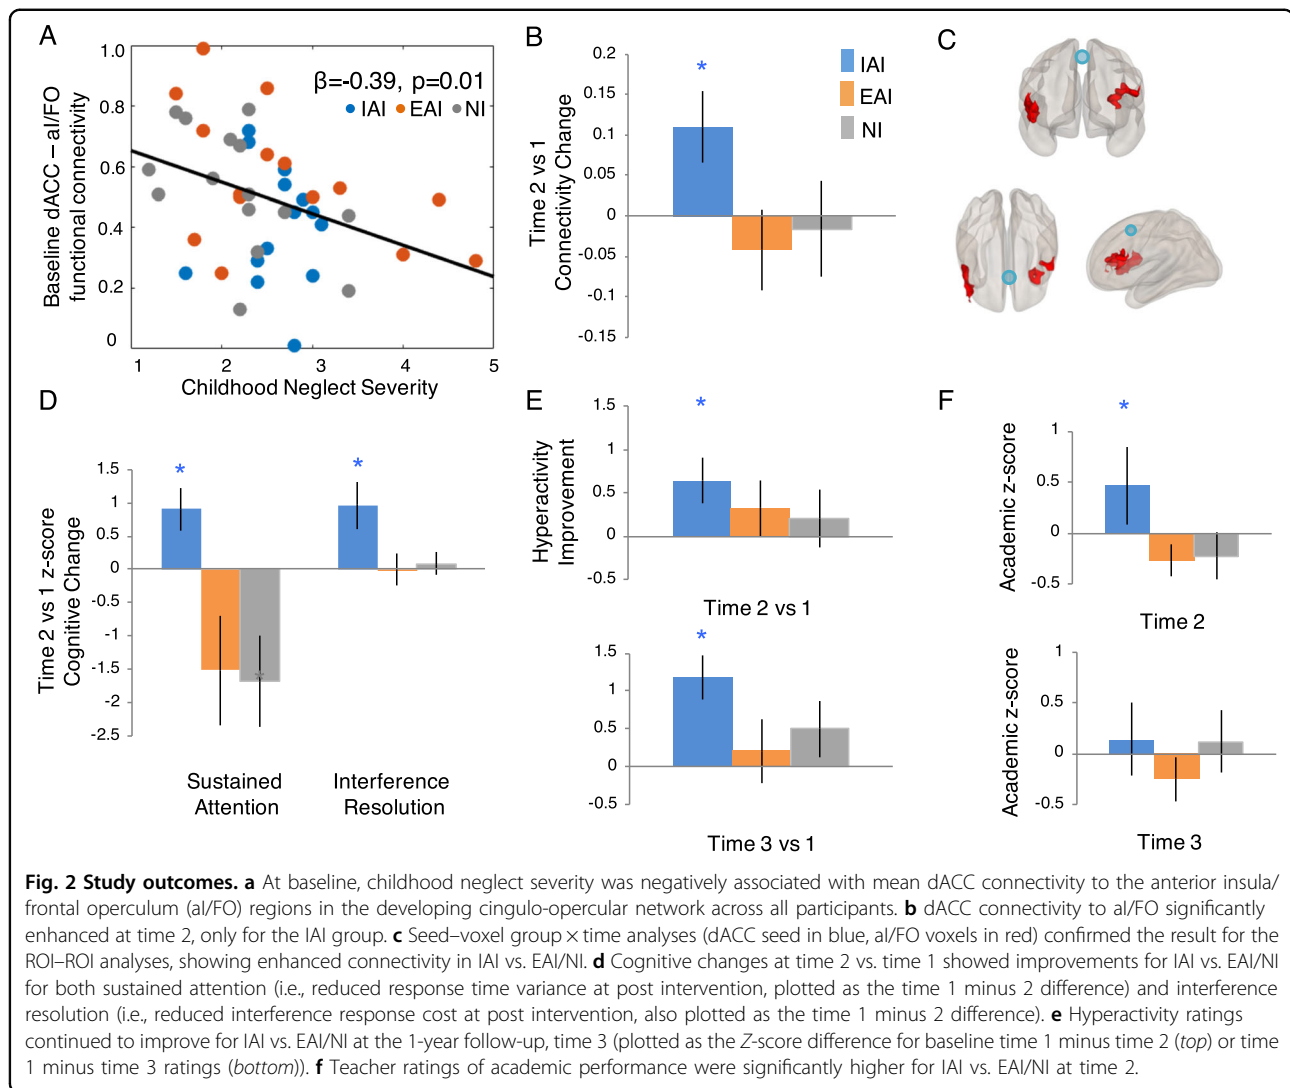 A
1.0
0.8
0.6
0.4
0.2
0
Baseline dACC – aI/FO
functional connectivity
β=-0.39, p=0.01
IAI EAI NI
1 2 3 4 5
Childhood Neglect Severity
B
0.2
0.15
0.1
0.05
0
-0.05
-0.1
-0.15
Time 2 vs 1
Connectivity Change
*
IAI
EAI
NI
C
D
1.5
1
0.5
0
-0.5
-1
-1.5
-2
-2.5
Time 2 vs 1 z-score
Cognitive Change
* *
*
Sustained Interference
Attention Resolution
E
1.5
1
0.5
0
-0.5
Hyperactivity
Improvement
*
Time 2 vs 1
1.5
1
0.5
0
-0.5
*
Time 3 vs 1
F
1
0.5
0
-0.5
Academic z-score
*
Time 2
1
0.5
0
-0.5
Academic z-score
Time 3
Fig. 2 Study outcomes. a At baseline, childhood neglect severity was negatively associated with mean dACC connectivity to the anterior insula/
frontal operculum (aI/FO) regions in the developing cingulo-opercular network across all participants. b dACC connectivity to aI/FO significantly
enhanced at time 2, only for the IAI group. c Seed–voxel group × time analyses (dACC seed in blue, aI/FO voxels in red) confirmed the result for the
ROI–ROI analyses, showing enhanced connectivity in IAI vs. EAI/NI. d Cognitive changes at time 2 vs. time 1 showed improvements for IAI vs. EAI/NI
for both sustained attention (i.e., reduced response time variance at post intervention, plotted as the time 1 minus 2 difference) and interference
resolution (i.e., reduced interference response cost at post intervention, also plotted as the time 1 minus 2 difference). e Hyperactivity ratings
continued to improve for IAI vs. EAI/NI at the 1-year follow-up, time 3 (plotted as the Z-score difference for baseline time 1 minus time 2 (top) or time
1 minus time 3 ratings (bottom)). f Teacher ratings of academic performance were significantly higher for IAI vs. EAI/NI at time 2.